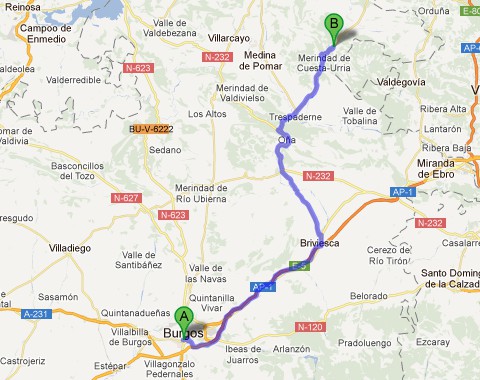 Reinosa
Campoo de
Enmedio
Valle de
Valdebezana
Villarcayo
Orduña
E-80
N-623
N-232
Medina
de Pomar
B
Merindad de
Cuesta-Urria
Valderredible
Merindad de
Valdivielso
Valdegovía
AP-
Los Altos
Trespaderne
Valle de
Tobalina
Ribera Alta
Lantarón
Ribera Baja
BU-V-6222
Sedano
Oña
Miranda
de Ebro
Basconcillos
del Tozo
N-232
AP-1
N-627
Merindad de
Río Ubierna
N-623
N-232
Villadiego
Briviesca
Casalarre
Valle de
Santibáñez
Valle de
las Navas
E-5
Cerezo de
Río Tirón
AP-1
Santo Doming
de la Calzad
Sasamón
Quintanilla
Vivar
Belorado
A-231
Quintanadueñas
A
N-120
Villalbilla
de Burgos
Burgos
Ibeas de
Juarros
Arlanzón
Pradoluengo
Ezcaray
Castrojeriz
Estépar
Villagonzalo
Pedernales